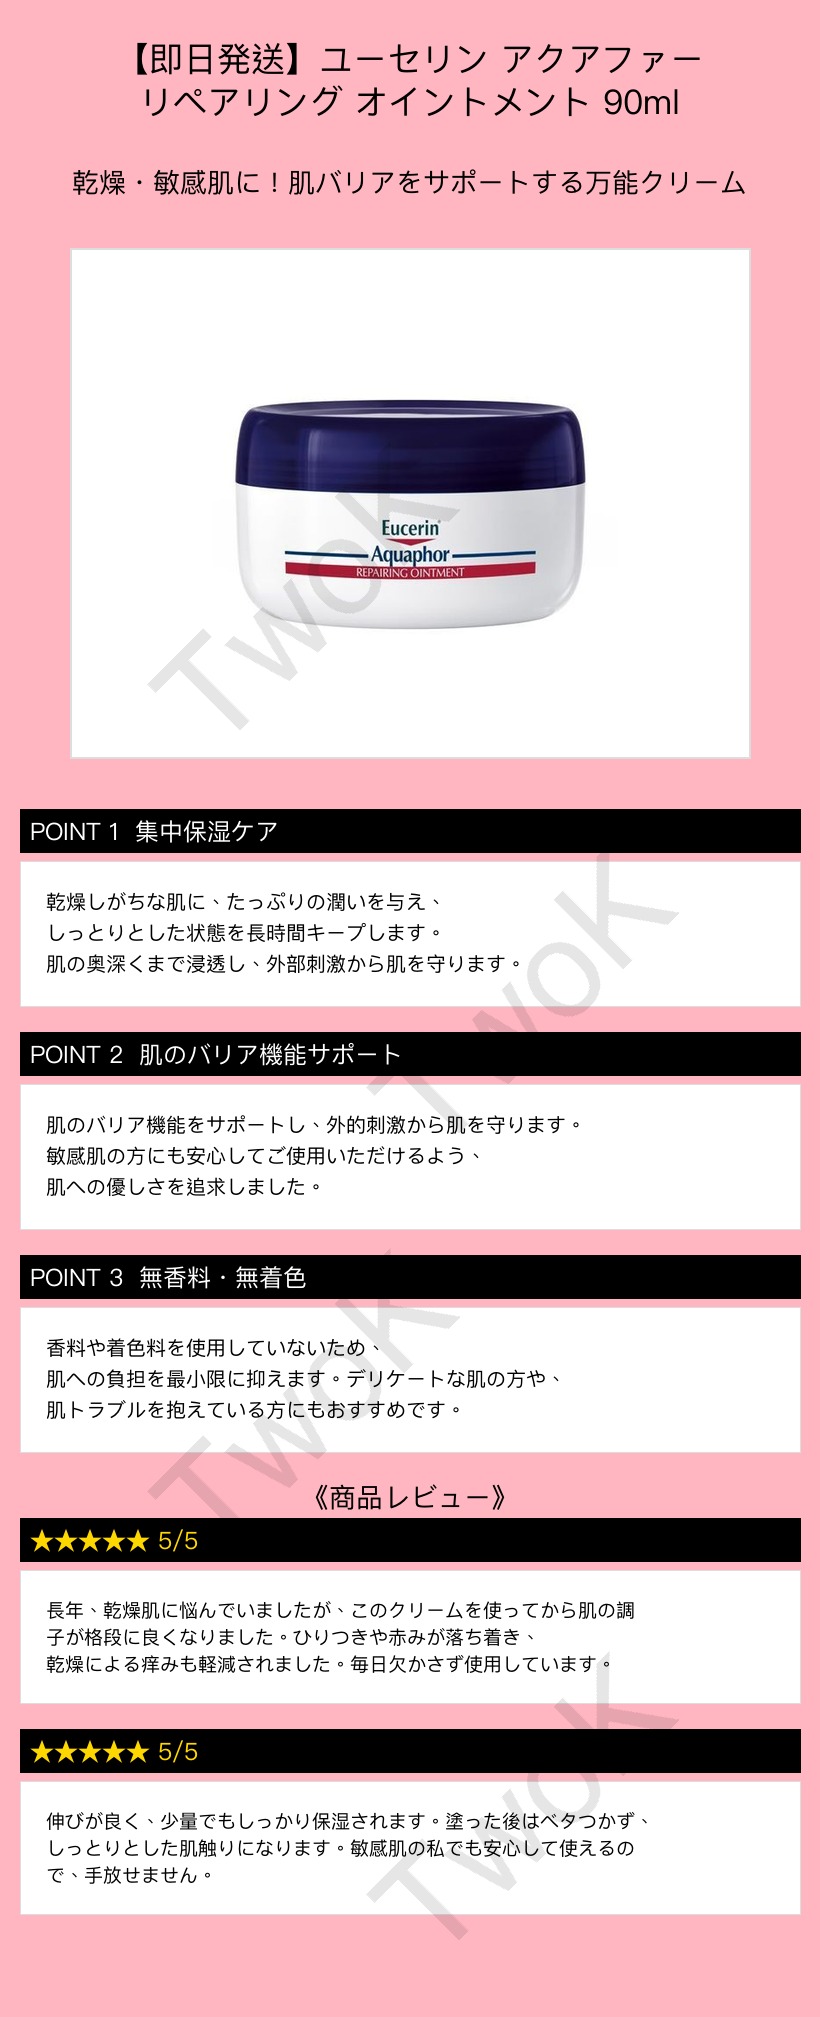 【即日発送】ユーセリン アクアファー
リペアリング オイントメント 90ml
乾燥・敏感肌に！肌バリアをサポートする万能クリーム
Eucerin
Aquaphor
REPAIRING OINTMENT
TwoK
POINT 1 集中保湿ケア
乾燥しがちな肌に、たっぷりの潤いを与え、
しっとりとした状態を長時間キープします。
肌の奥深くまで浸透し、外部刺激から肌を守ります。
TwoK
POINT 2 肌のバリア機能サポート
肌のバリア機能をサポートし、外的刺激から肌を守ります。
敏感肌の方にも安心してご使用いただけるよう、
肌への優しさを追求しました。
POINT 3 無香料・無着色
香料や着色料を使用していないため、
肌への負担を最小限に抑えます。デリケートな肌の方や、
肌トラブルを抱えている方にもおすすめです。
TwoK
《商品レビュー》
★★★★★ 5/5
長年、乾燥肌に悩んでいましたが、このクリームを使ってから肌の調
子が格段に良くなりました。ひりつきや赤みが落ち着き、
乾燥による痒みも軽減されました。毎日欠かさず使用しています。
★★★★★ 5/5
伸びが良く、少量でもしっかり保湿されます。塗った後はベタつかず、
しっとりとした肌触りになります。敏感肌の私でも安心して使えるの
で、手放せません。
TwoK